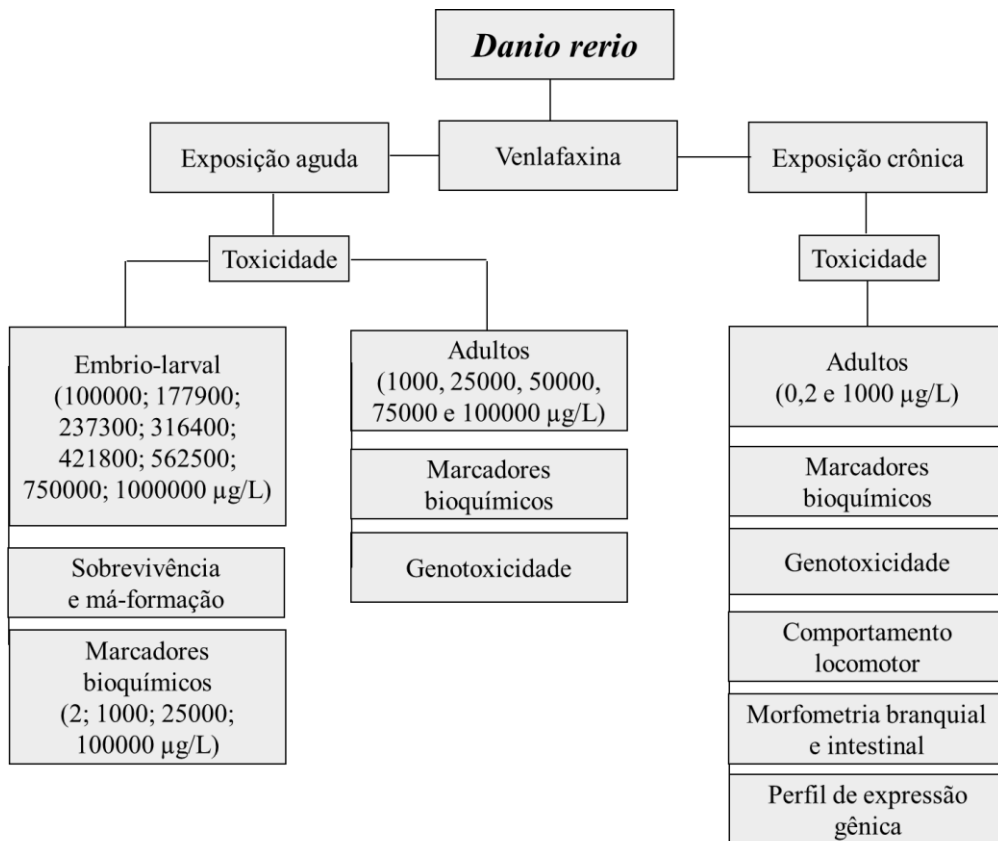 Danio rerio
Exposição aguda
Venlafaxina
Exposição crônica
Toxicidade
Toxicidade
Embrio-larval
(100000; 177900;
237300; 316400;
421800; 562500;
750000; 1000000 µg/L)
Sobrevivência
e má-formação
Marcadores
bioquímicos
(2; 1000; 25000;
100000 µg/L)
Adultos
(1000, 25000, 50000,
75000 e 100000 µg/L)
Marcadores
bioquímicos
Genotoxicidade
Adultos
(0,2 e 1000 µg/L)
Marcadores
bioquímicos
Genotoxicidade
Comportamento
locomotor
Morfometria branquial
e intestinal
Perfil de expressão
gênica